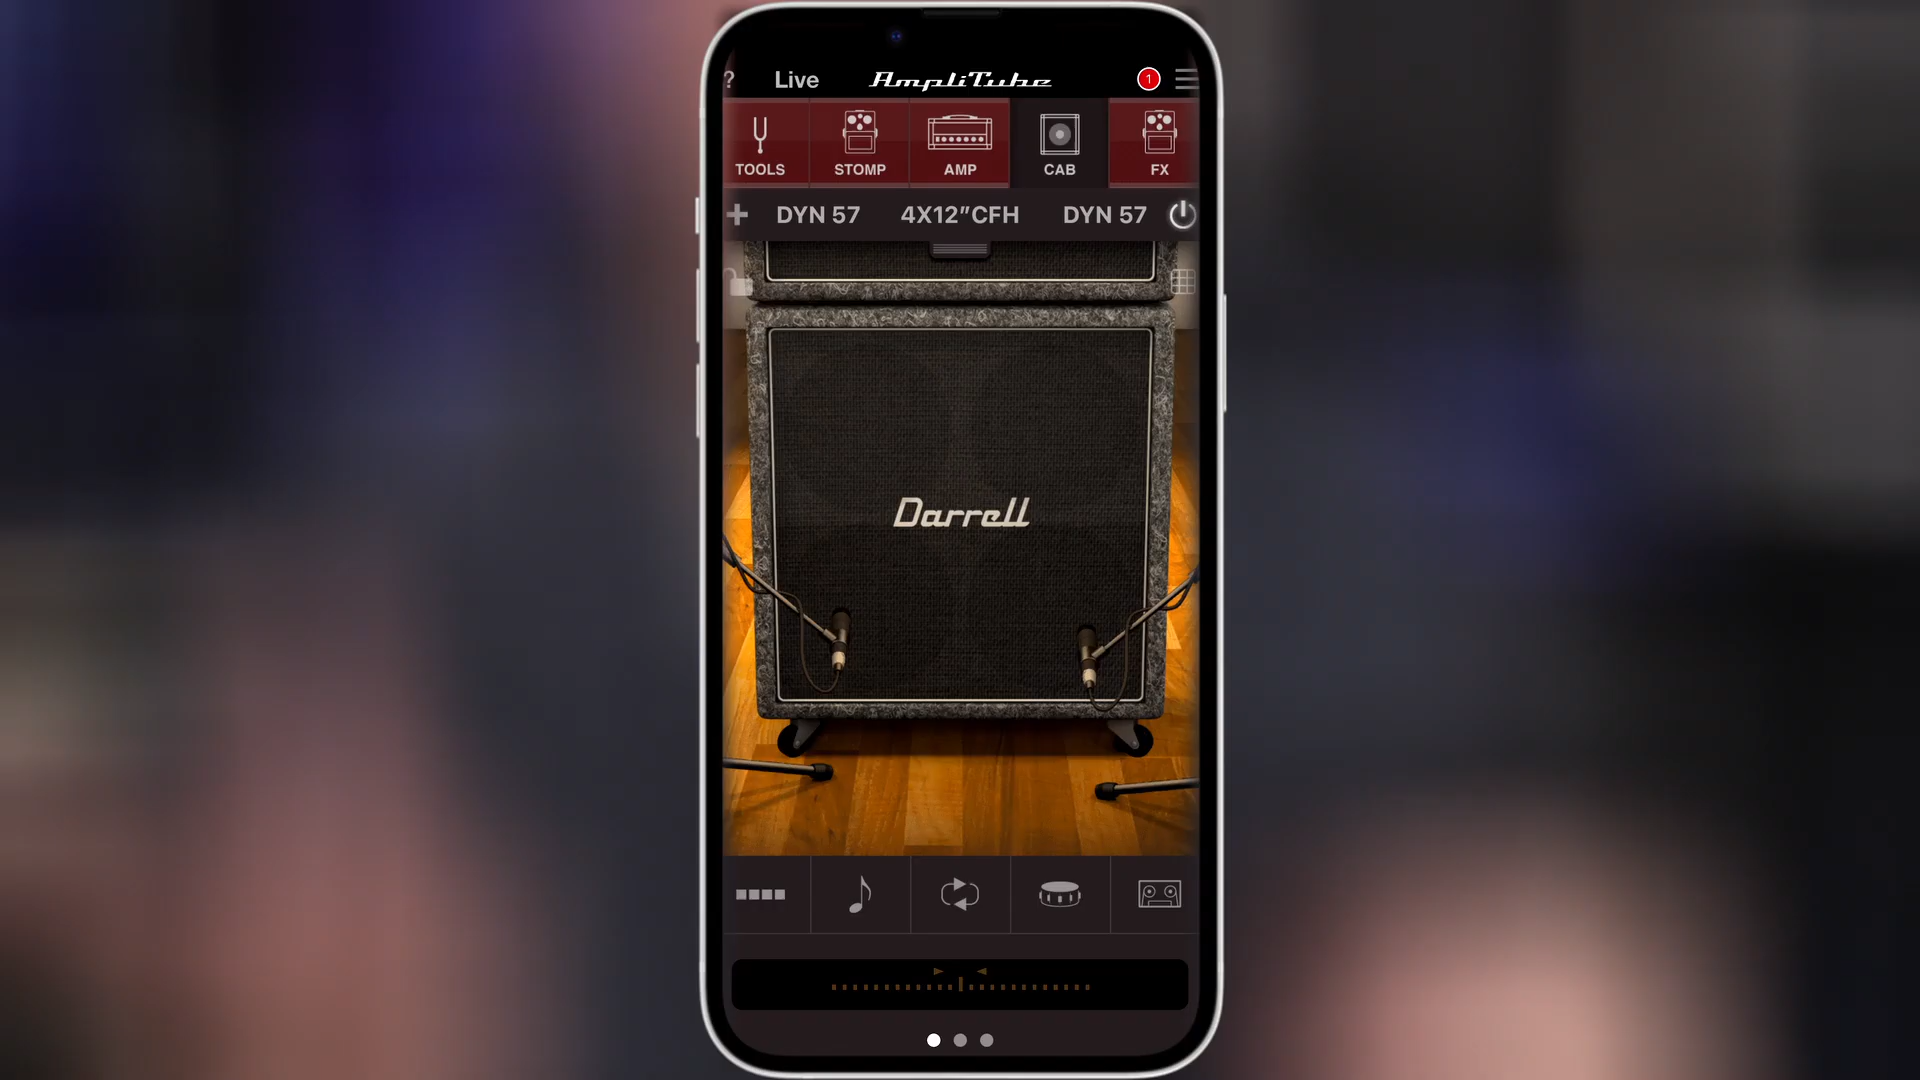 ? Live AmpliTube 1
TOOLS STOMP AMP CAB FX
DYN 57 4X12"CFH DYN 57
Darrell